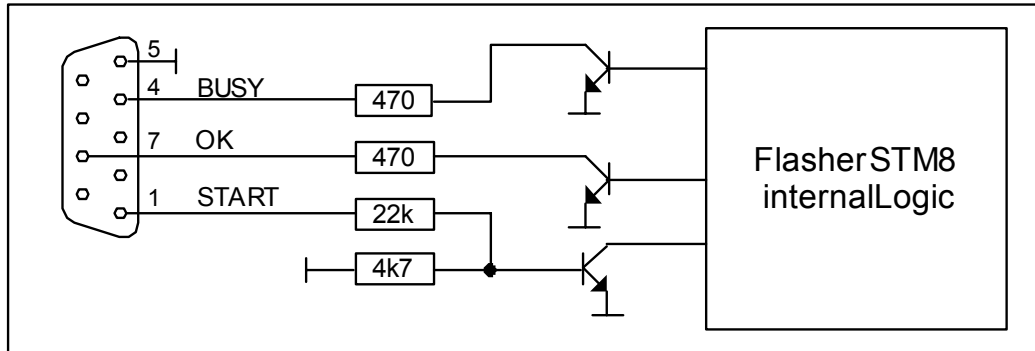 5
4 BUSY 470
7 OK 470
1 START 22k
4k7
FlasherSTM8
internalLogic